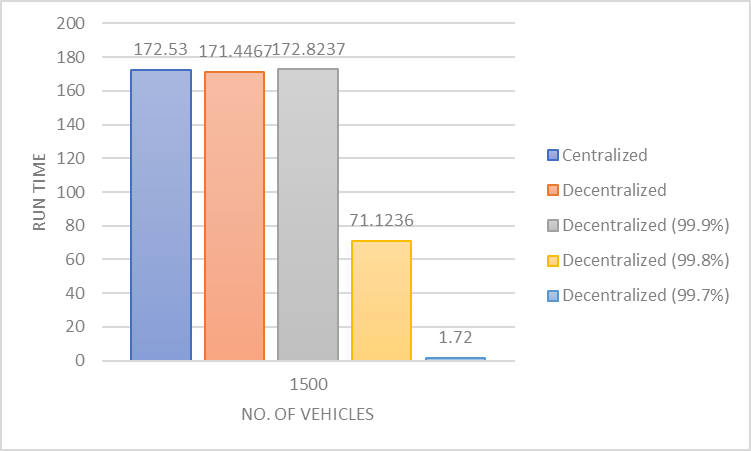 200
180
160
140
120
100
80
60
40
20
0
RUN TIME
172.53
171.4467
172.8237
71.1236
1.72
1500
NO. OF VEHICLES
Centralized
Decentralized
Decentralized (99.9%)
Decentralized (99.8%)
Decentralized (99.7%)